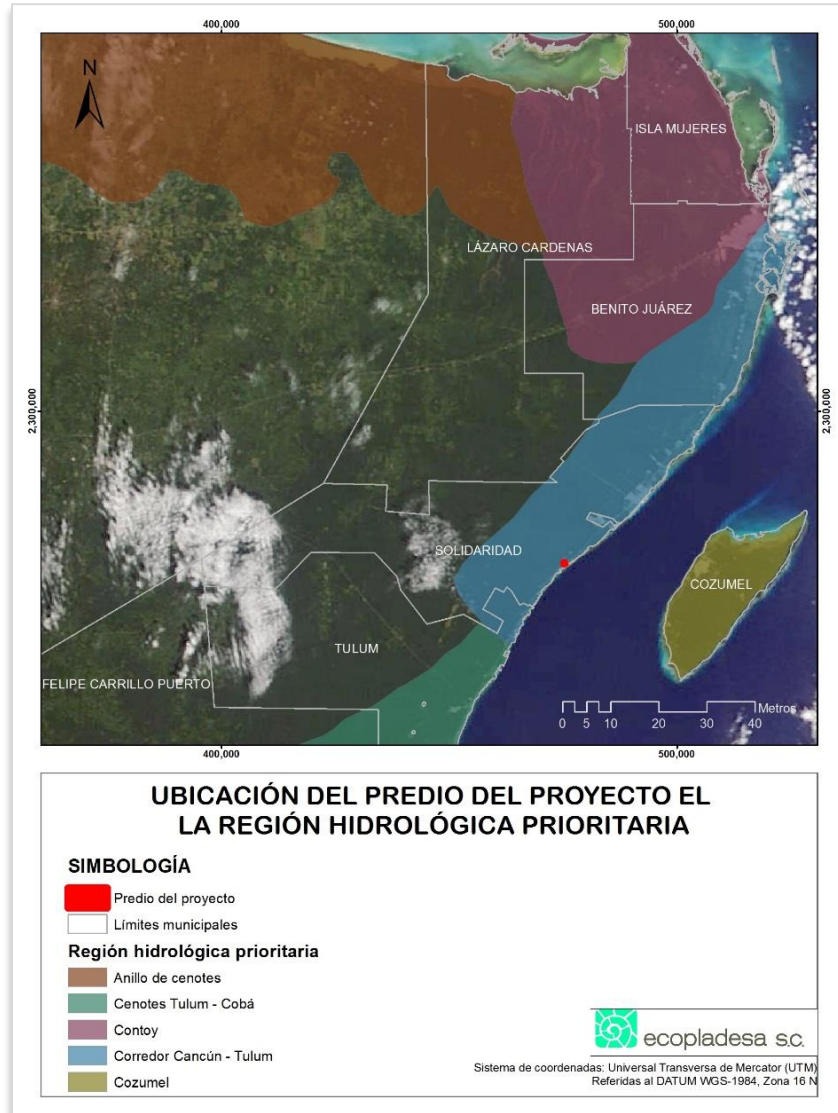 400,000
500,000
N
ISLA MUJERES
LÁZARO CARDENAS
BENITO JUÁREZ
2,300,000
2,300,000
SOLIDARIDAD
COZUMEL
TULUM
FELIPE CARRILLO PUERTO
Metros
0 5 10 20 30 40
400,000
500,000
UBICACIÓN DEL PREDIO DEL PROYECTO EL
LA REGIÓN HIDROLÓGICA PRIORITARIA
SIMBOLOGÍA
Predio del proyecto
Límites municipales
Región hidrológica prioritaria
Anillo de cenotes
Cenotes Tulum - Cobá
Contoy
Corredor Cancún - Tulum
Cozumel
ecopladesa s.c.
Sistema de coordenadas: Universal Transversa de Mercator (UTM)
Referidas al DATUM WGS-1984, Zona 16 N